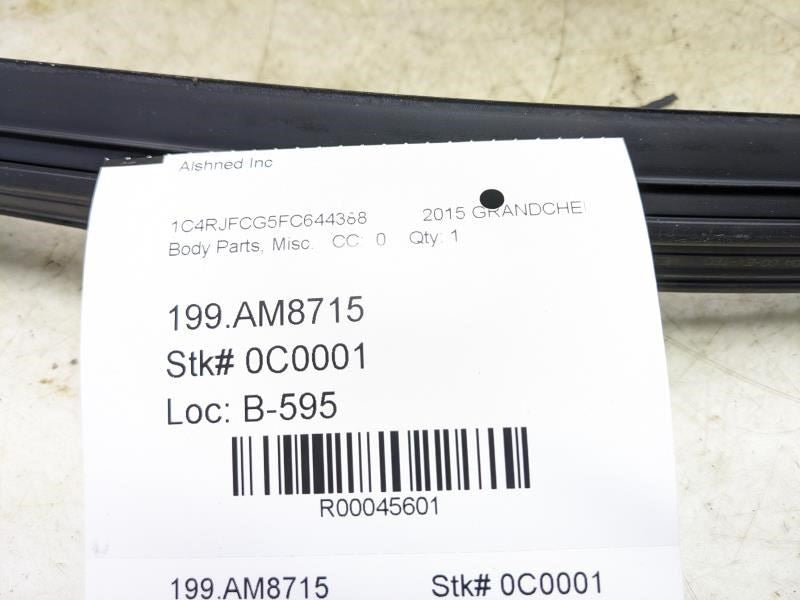 Alshned Inc
1C4RJFCG5FC644368 2015 GRANDCHE
Body Parts, Misc. CC: 0 Qty: 1
199.AM8715
Stk# 0C0001
Loc: B-595
R00045601
199.AM8715 Stk# 0C0001